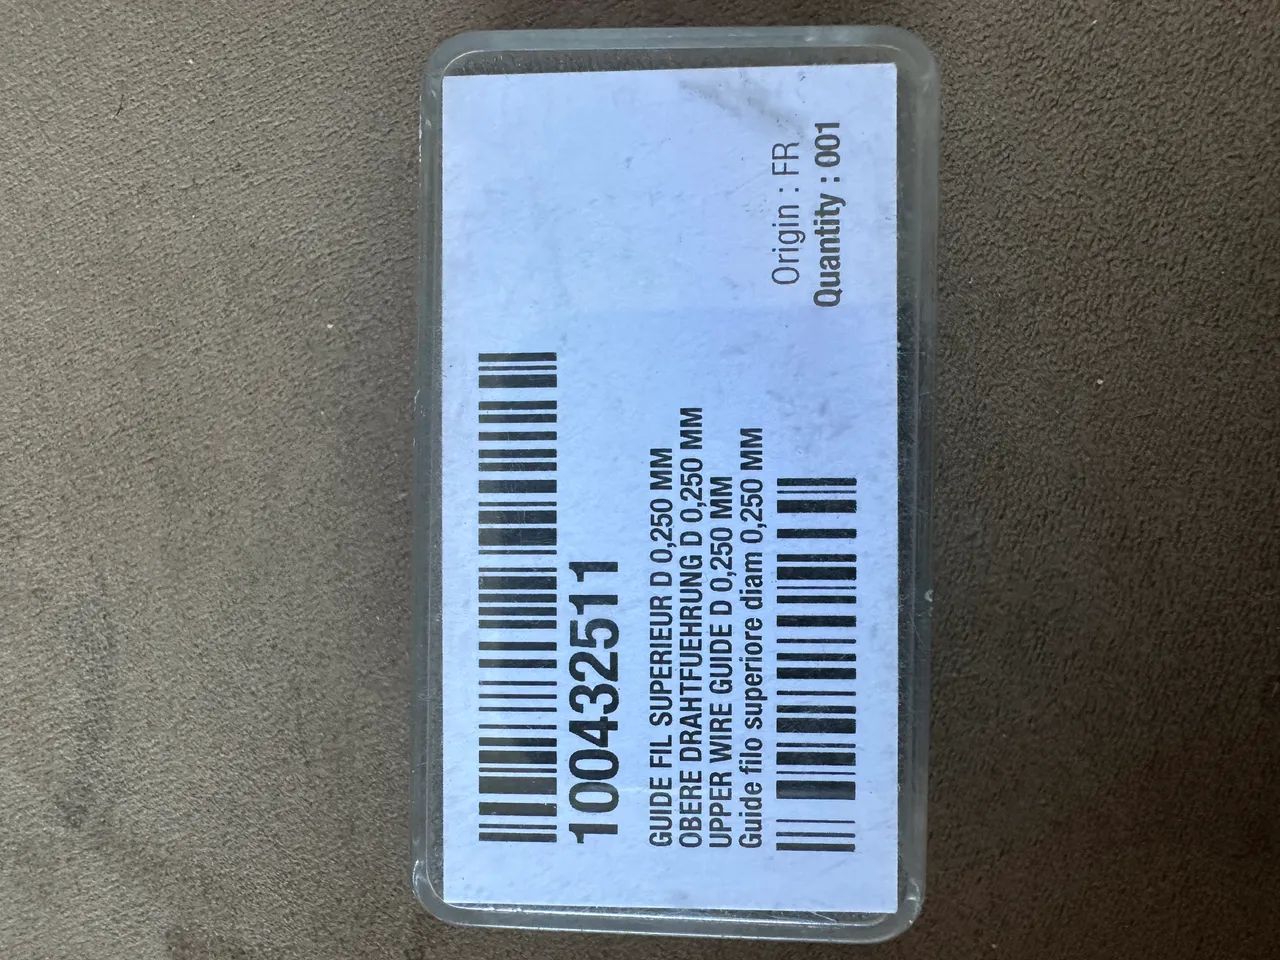 100432511
GUIDE FIL SUPERIEUR D 0,250 MM
OBERE DRAHTFUEHRUNG D 0,250 MM
UPPER WIRE GUIDE D 0,250 MM
Guide filo superiore diam 0,250 MM
Origin : FR
Quantity : 001